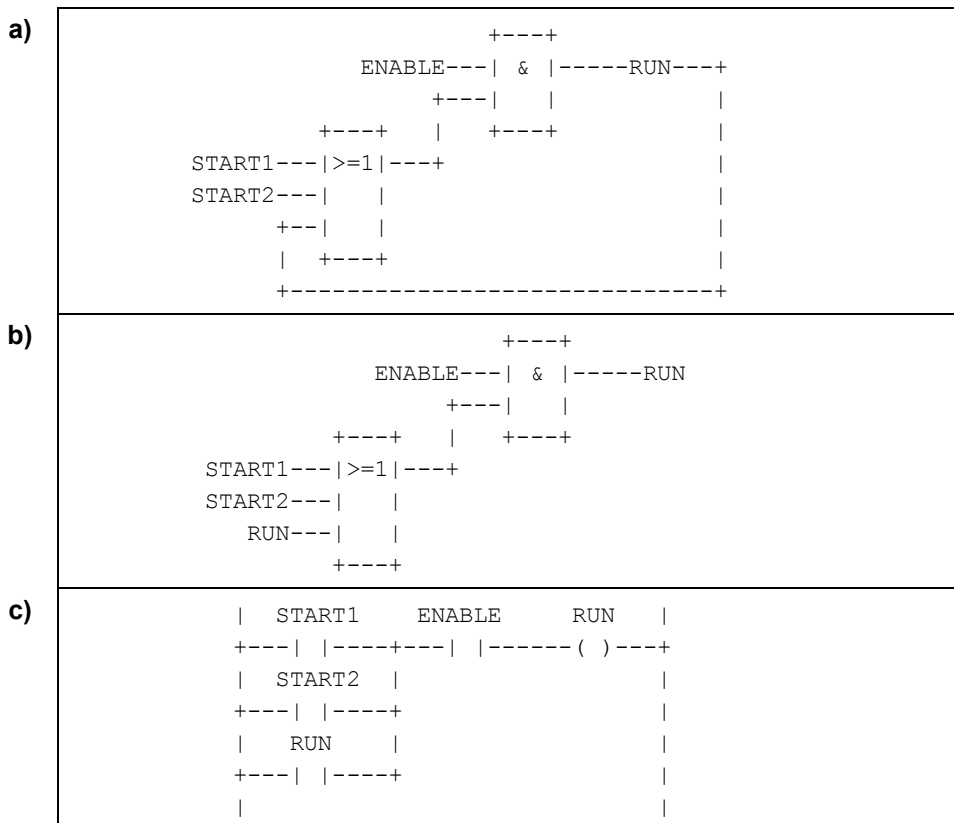 a)
+---+
ENABLE---| & |-----RUN---+
+---|   |           |
+---+   |   +---+           |
START1---|>=1|---+                   |
START2---|   |                       |
+--|   |                       |
|  +---+                       |
+------------------------------+
b)
+---+
ENABLE---| & |-----RUN
+---|   |
+---+   |   +---+
START1---|>=1|---+
START2---|   |
RUN---|   |
+---+
c)
|  START1    ENABLE     RUN   |
+---| |----+---| |------( )---+
|  START2  |                  |
+---| |----+                  |
|   RUN    |                  |
+---| |----+                  |
|                             |